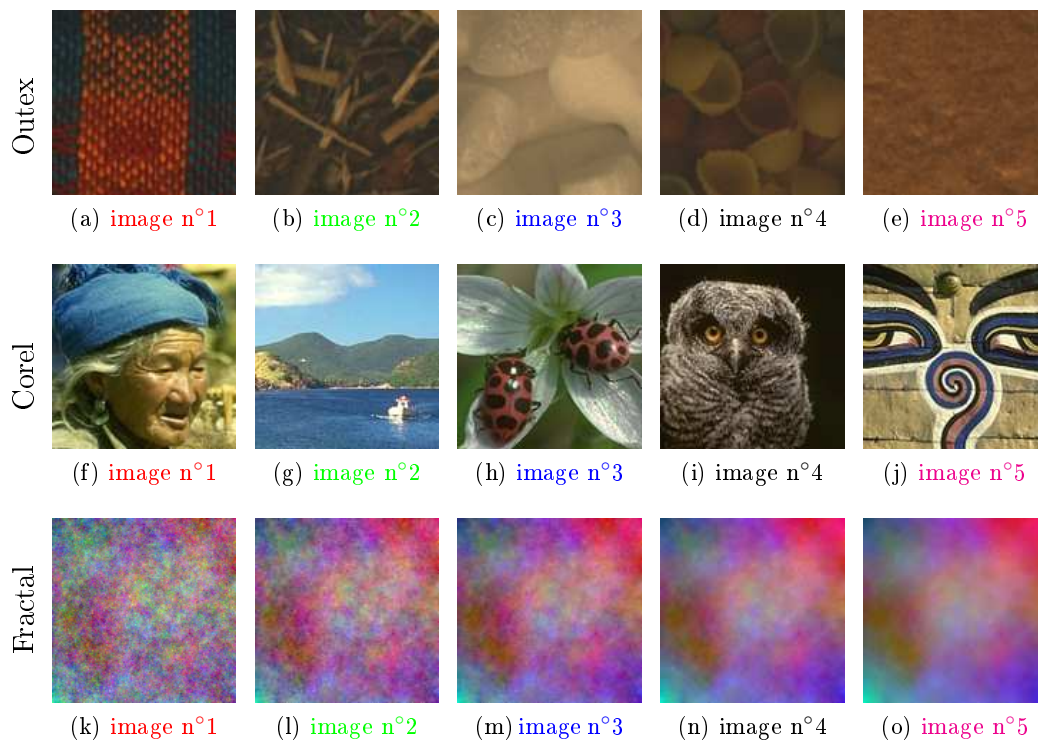 Outex
(a) image n°1
(b) image n°2
(c) image n°3
(d) image n°4
(e) image n°5
Corel
(f) image n°1
(g) image n°2
(h) image n°3
(i) image n°4
(j) image n°5
Fractal
(k) image n°1
(l) image n°2
(m) image n°3
(n) image n°4
(o) image n°5